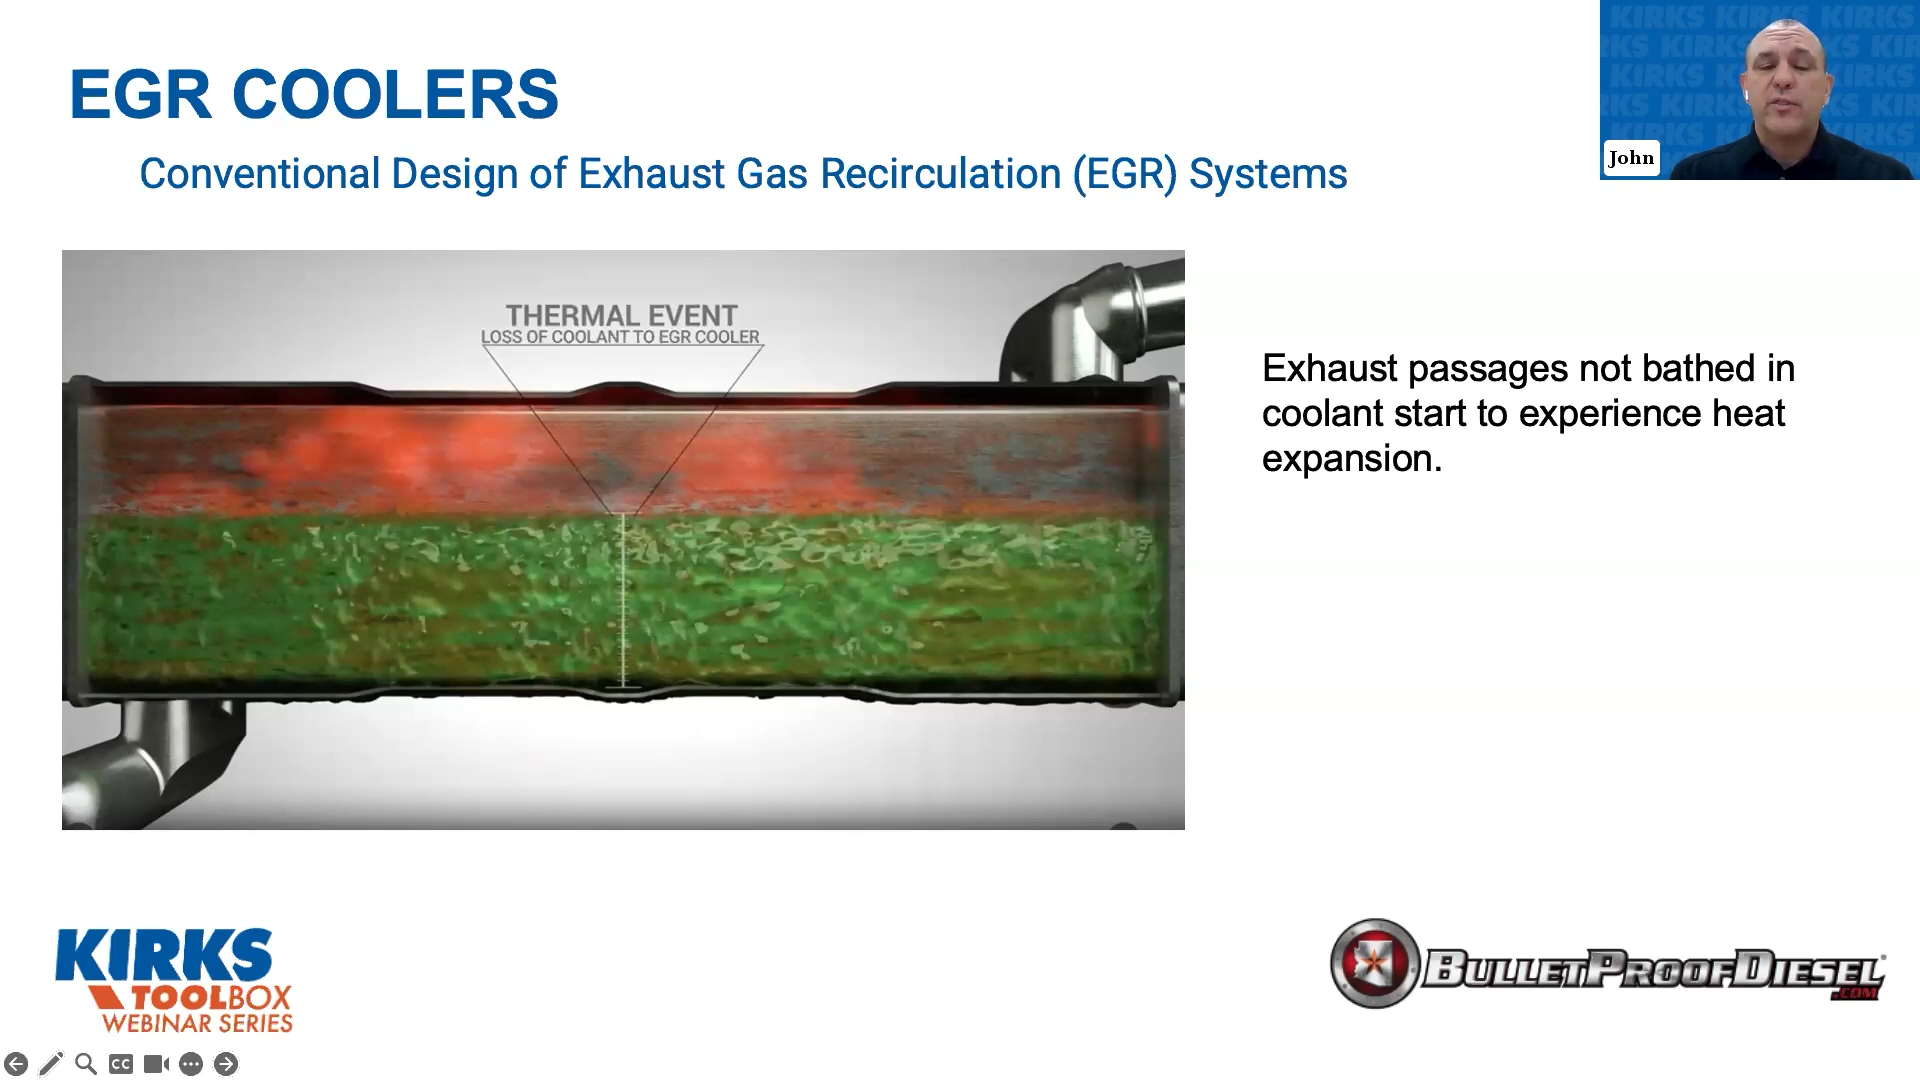 EGR COOLERS
Conventional Design of Exhaust Gas Recirculation (EGR) Systems
John
THERMAL EVENT
LOSS OF COOLANT TO EGR COOLER
Exhaust passages not bathed in
coolant start to experience heat
expansion.
KIRKS
TOOLBOX
WEBINAR SERIES
BULLETPROOFDIESEL
.COM
CC